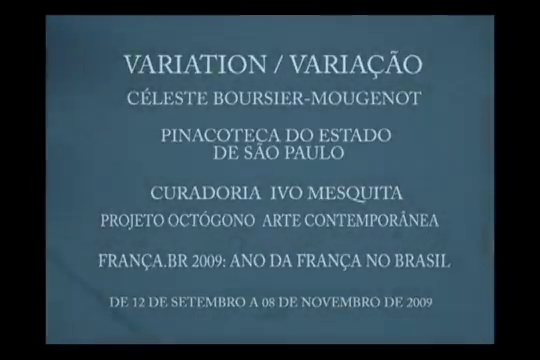 VARIATION / VARIAÇÃO
CÉLESTE BOURSIER-MOUGENOT
PINACOTECA DO ESTADO
DE SÃO PAULO
CURADORIA IVO MESQUITA
PROJETO OCTÓGONO ARTE CONTEMPORÂNEA
FRANÇA.BR 2009: ANO DA FRANÇA NO BRASIL
DE 12 DE SETEMBRO A 08 DE NOVEMBRO DE 2009